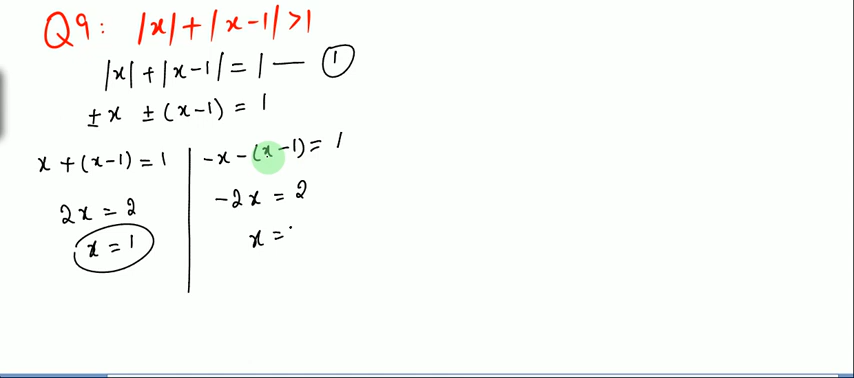 Q9: |x|+|x-1|>1
|x|+|x-1|=1 — ①
±x ±(x-1) = 1
x+(x-1)=1
2x=2
x=1
-x-(x-1)=1
-2x=2
x=